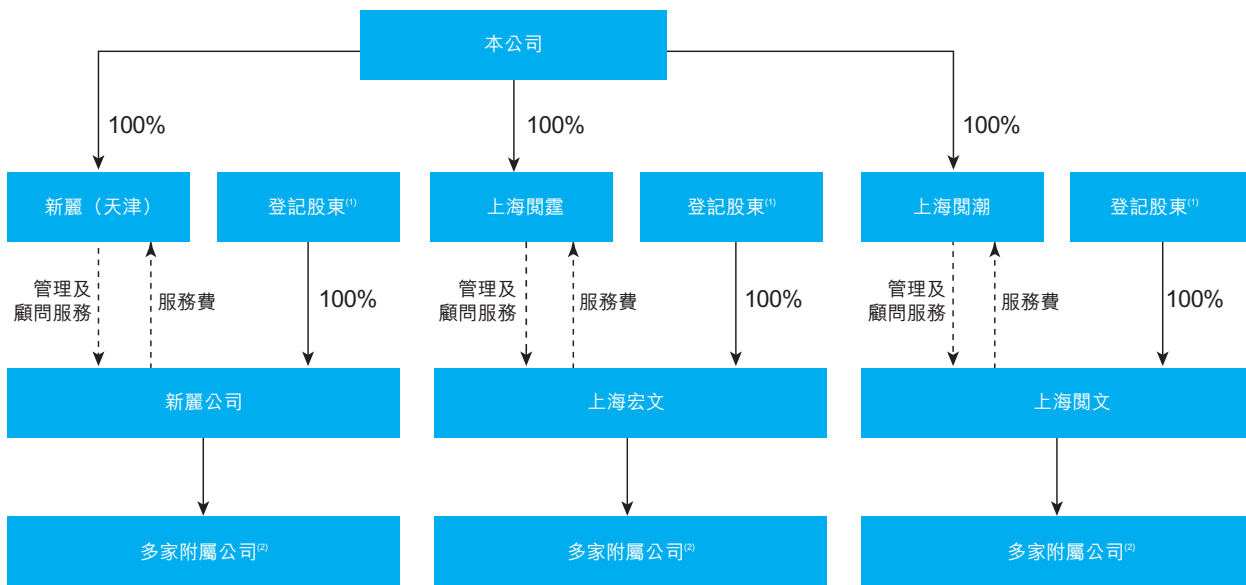 本公司
100%
100%
100%
新麗（天津）
登記股東(1)
上海閱霆
登記股東(1)
上海閱潮
登記股東(1)
管理及
顧問服務
服務費
100%
管理及
顧問服務
服務費
100%
管理及
顧問服務
服務費
100%
新麗公司
上海宏文
上海閱文
多家附屬公司(2)
多家附屬公司(2)
多家附屬公司(2)